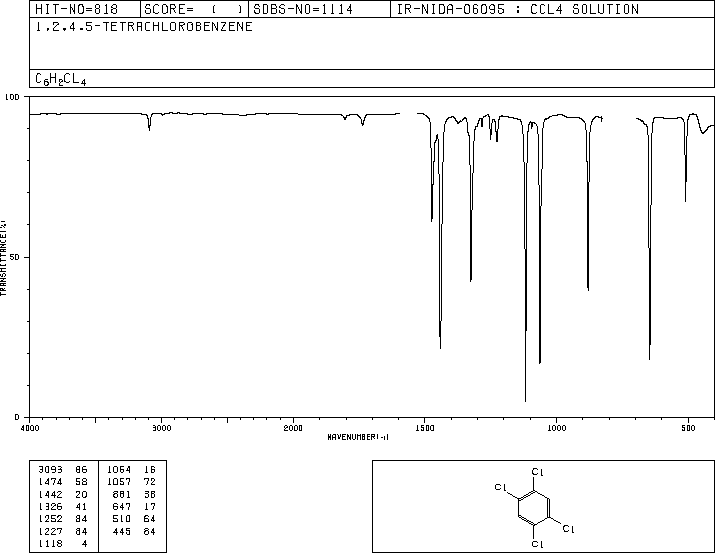 HIT-NO=818 SCORE= ( ) SDBS-NO=1114 IR-NIDA-06095 : CCL4 SOLUTION
1,2,4,5-TETRACHLOROBENZENE
C6H2CL4
100
50
0
TRANSMITTANCE(%)
4000 3000 2000 1500 1000 500
WAVENUMBER(-1)
3093 86 1064 16
1474 58 1057 72
1442 20 881 38
1326 41 647 17
1252 84 510 64
1227 84 445 84
1118 4
Cl
Cl
Cl
Cl